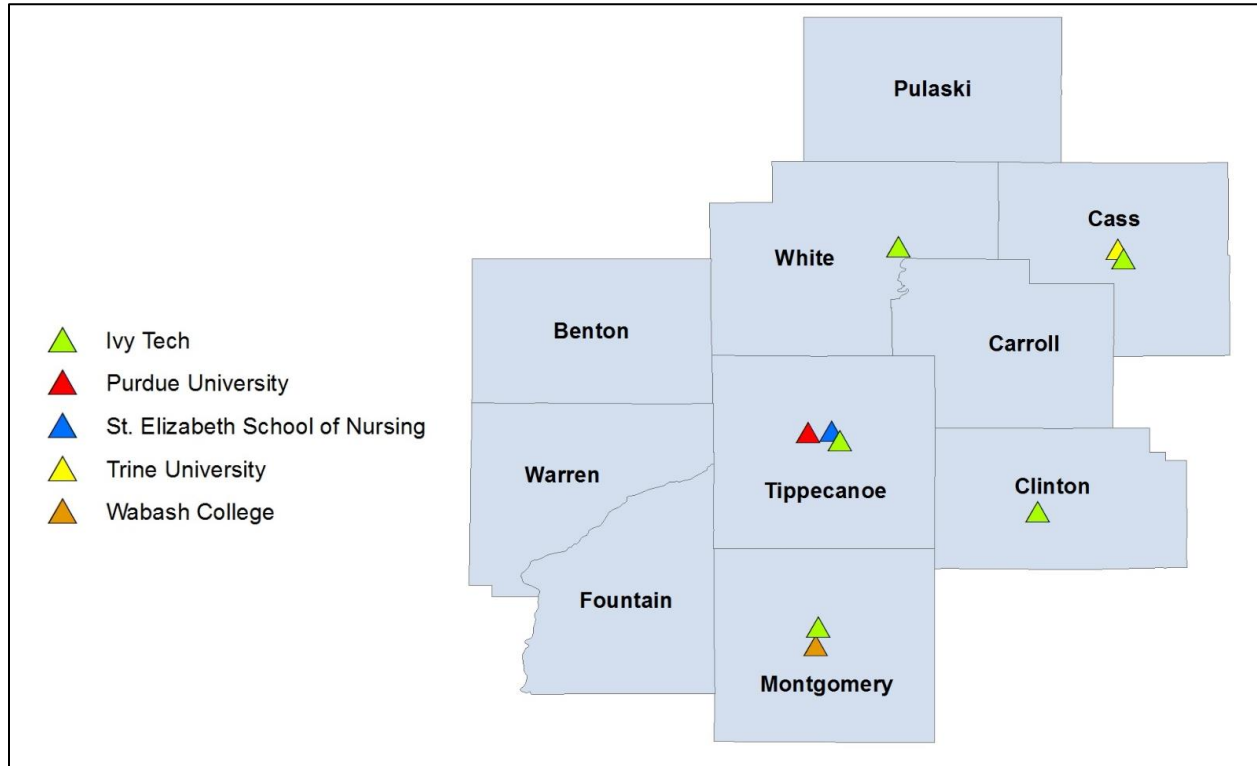 Pulaski
Cass
White
Benton
Carroll
Ivy Tech
Purdue University
St. Elizabeth School of Nursing
Trine University
Wabash College
Warren
Tippecanoe
Clinton
Fountain
Montgomery